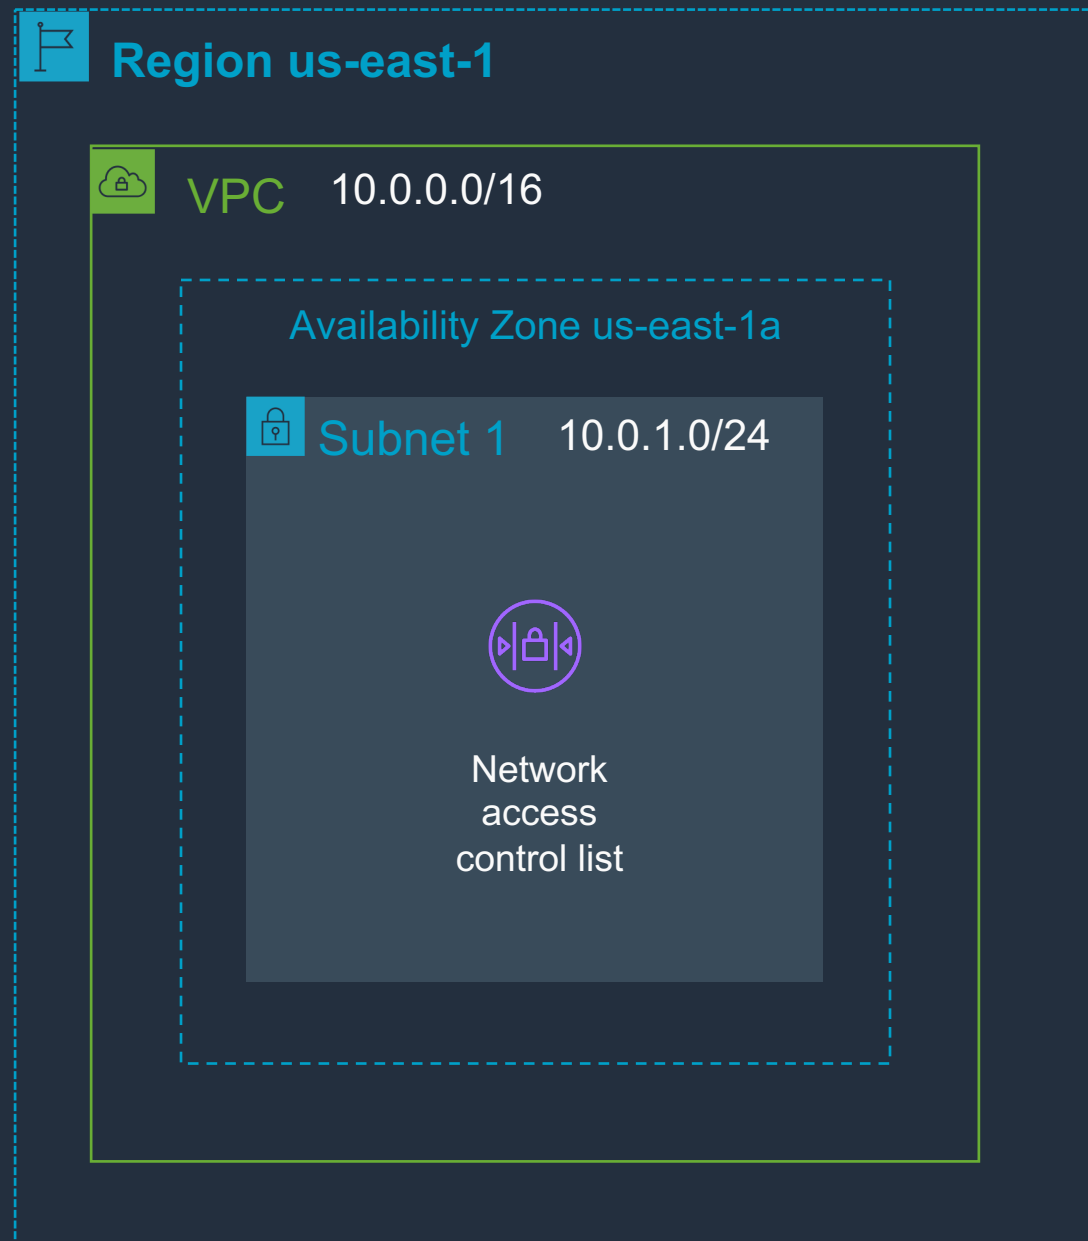 Region us-east-1
VPC 10.0.0.0/16
Availability Zone us-east-1a
Subnet 1 10.0.1.0/24
Network
access
control list